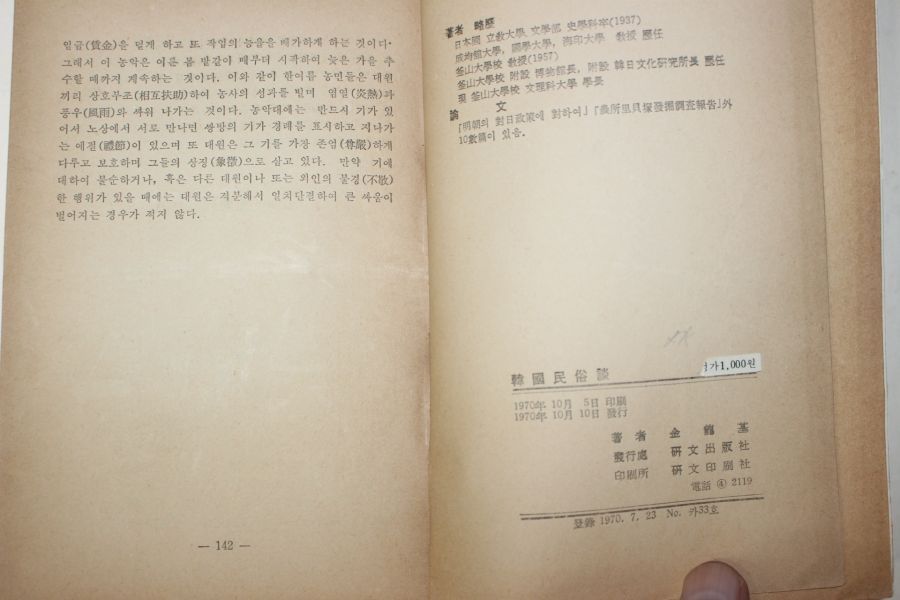 임금(賃金)을 덜게 하고 또 작업의 능율을 배가하게 하는 것이다.
그래서 이 농악은 이른 봄 밭갈이 때부터 시작하여 늦은 가을 추
수할 때까지 계속하는 것이다. 이와 같이 한여름 농민들은 대원
끼리 상호부조(相互扶助)하여 농사의 성과를 빌며 염열(炎熱)과
풍우(風雨)와 싸워 나가는 것이다. 농악대에는 반드시 기가 있
어서 노상에서 서로 만나면 쌍방의 기가 경례를 표시하고 지나가
는 예절(禮節)이 있으며 또 대원은 그 기를 가장 존엄(尊嚴)하게
다루고 보호하며 그들의 상징(象徵)으로 삼고 있다. 만약 기에
대하여 불순하거나, 혹은 다른 대원이나 또는 외인의 불경(不敬)
한 행위가 있을 때에는 대원은 격분해서 일치단결하여 큰 싸움이
벌어지는 경우가 적지 않다.
— 142 —
著者 略歷
日本國 立敎大學 文學部 史學科卒(1937)
成均館大學, 國學大學, 海印大學 敎授 歷任
釜山大學校 敎授(1957)
釜山大學校 附設 博物館長, 附設 韓日文化硏究所長 歷任
現 釜山大學校 文理科大學 學長
論 文
「明朝의 對日政策에 對하여」「農所里貝塚發掘調査報告」外
10數篇이 있음.
韓國民俗談
가1,000원
1970年 10月 5日 印刷
1970年 10月 10日 發行
著者 金龍基
發行處 硏文出版社
印刷所 硏文印刷社
電話 ④ 2119
登錄 1970. 7. 23 No. 카33호